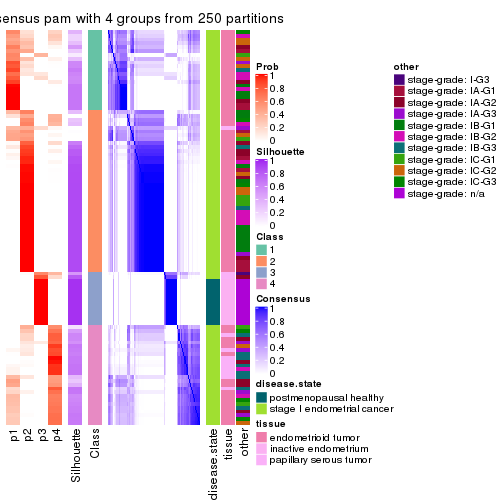 sensus pam with 4 groups from 250 partitions
Prob
1
0.8
0.6
0.4
0.2
0
Silhouette
1
0.8
0.6
0.4
0.2
0
Class
1
2
3
4
Consensus
1
0.8
0.6
0.4
0.2
0
disease.state
postmenopausal healthy
stage I endometrial cancer
tissue
endometrioid tumor
inactive endometrium
papillary serous tumor
other
stage-grade: I-G3
stage-grade: IA-G1
stage-grade: IA-G2
stage-grade: IA-G3
stage-grade: IB-G1
stage-grade: IB-G2
stage-grade: IB-G3
stage-grade: IC-G1
stage-grade: IC-G2
stage-grade: IC-G3
stage-grade: n/a
p1
p2
p3
p4
Silhouette
Class
disease.state
tissue
other